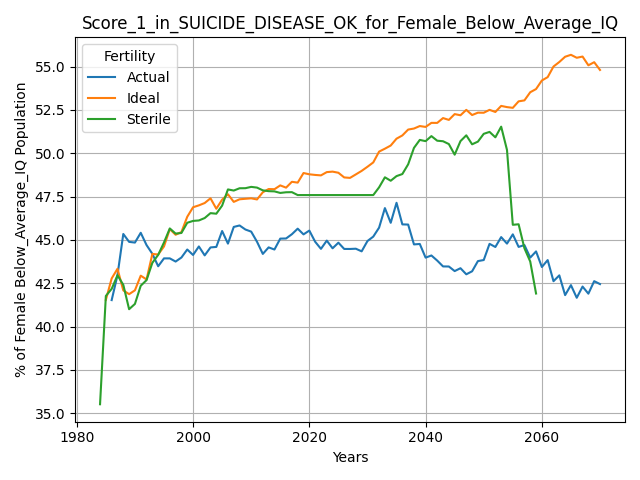 Score_1_in_SUICIDE_DISEASE_OK_for_Female_Below_Average_IQ
Fertility
Actual
Ideal
Sterile
% of Female Below_Average_IQ Population
55.0
52.5
50.0
47.5
45.0
42.5
40.0
37.5
35.0
1980 2000 2020 2040 2060
Years